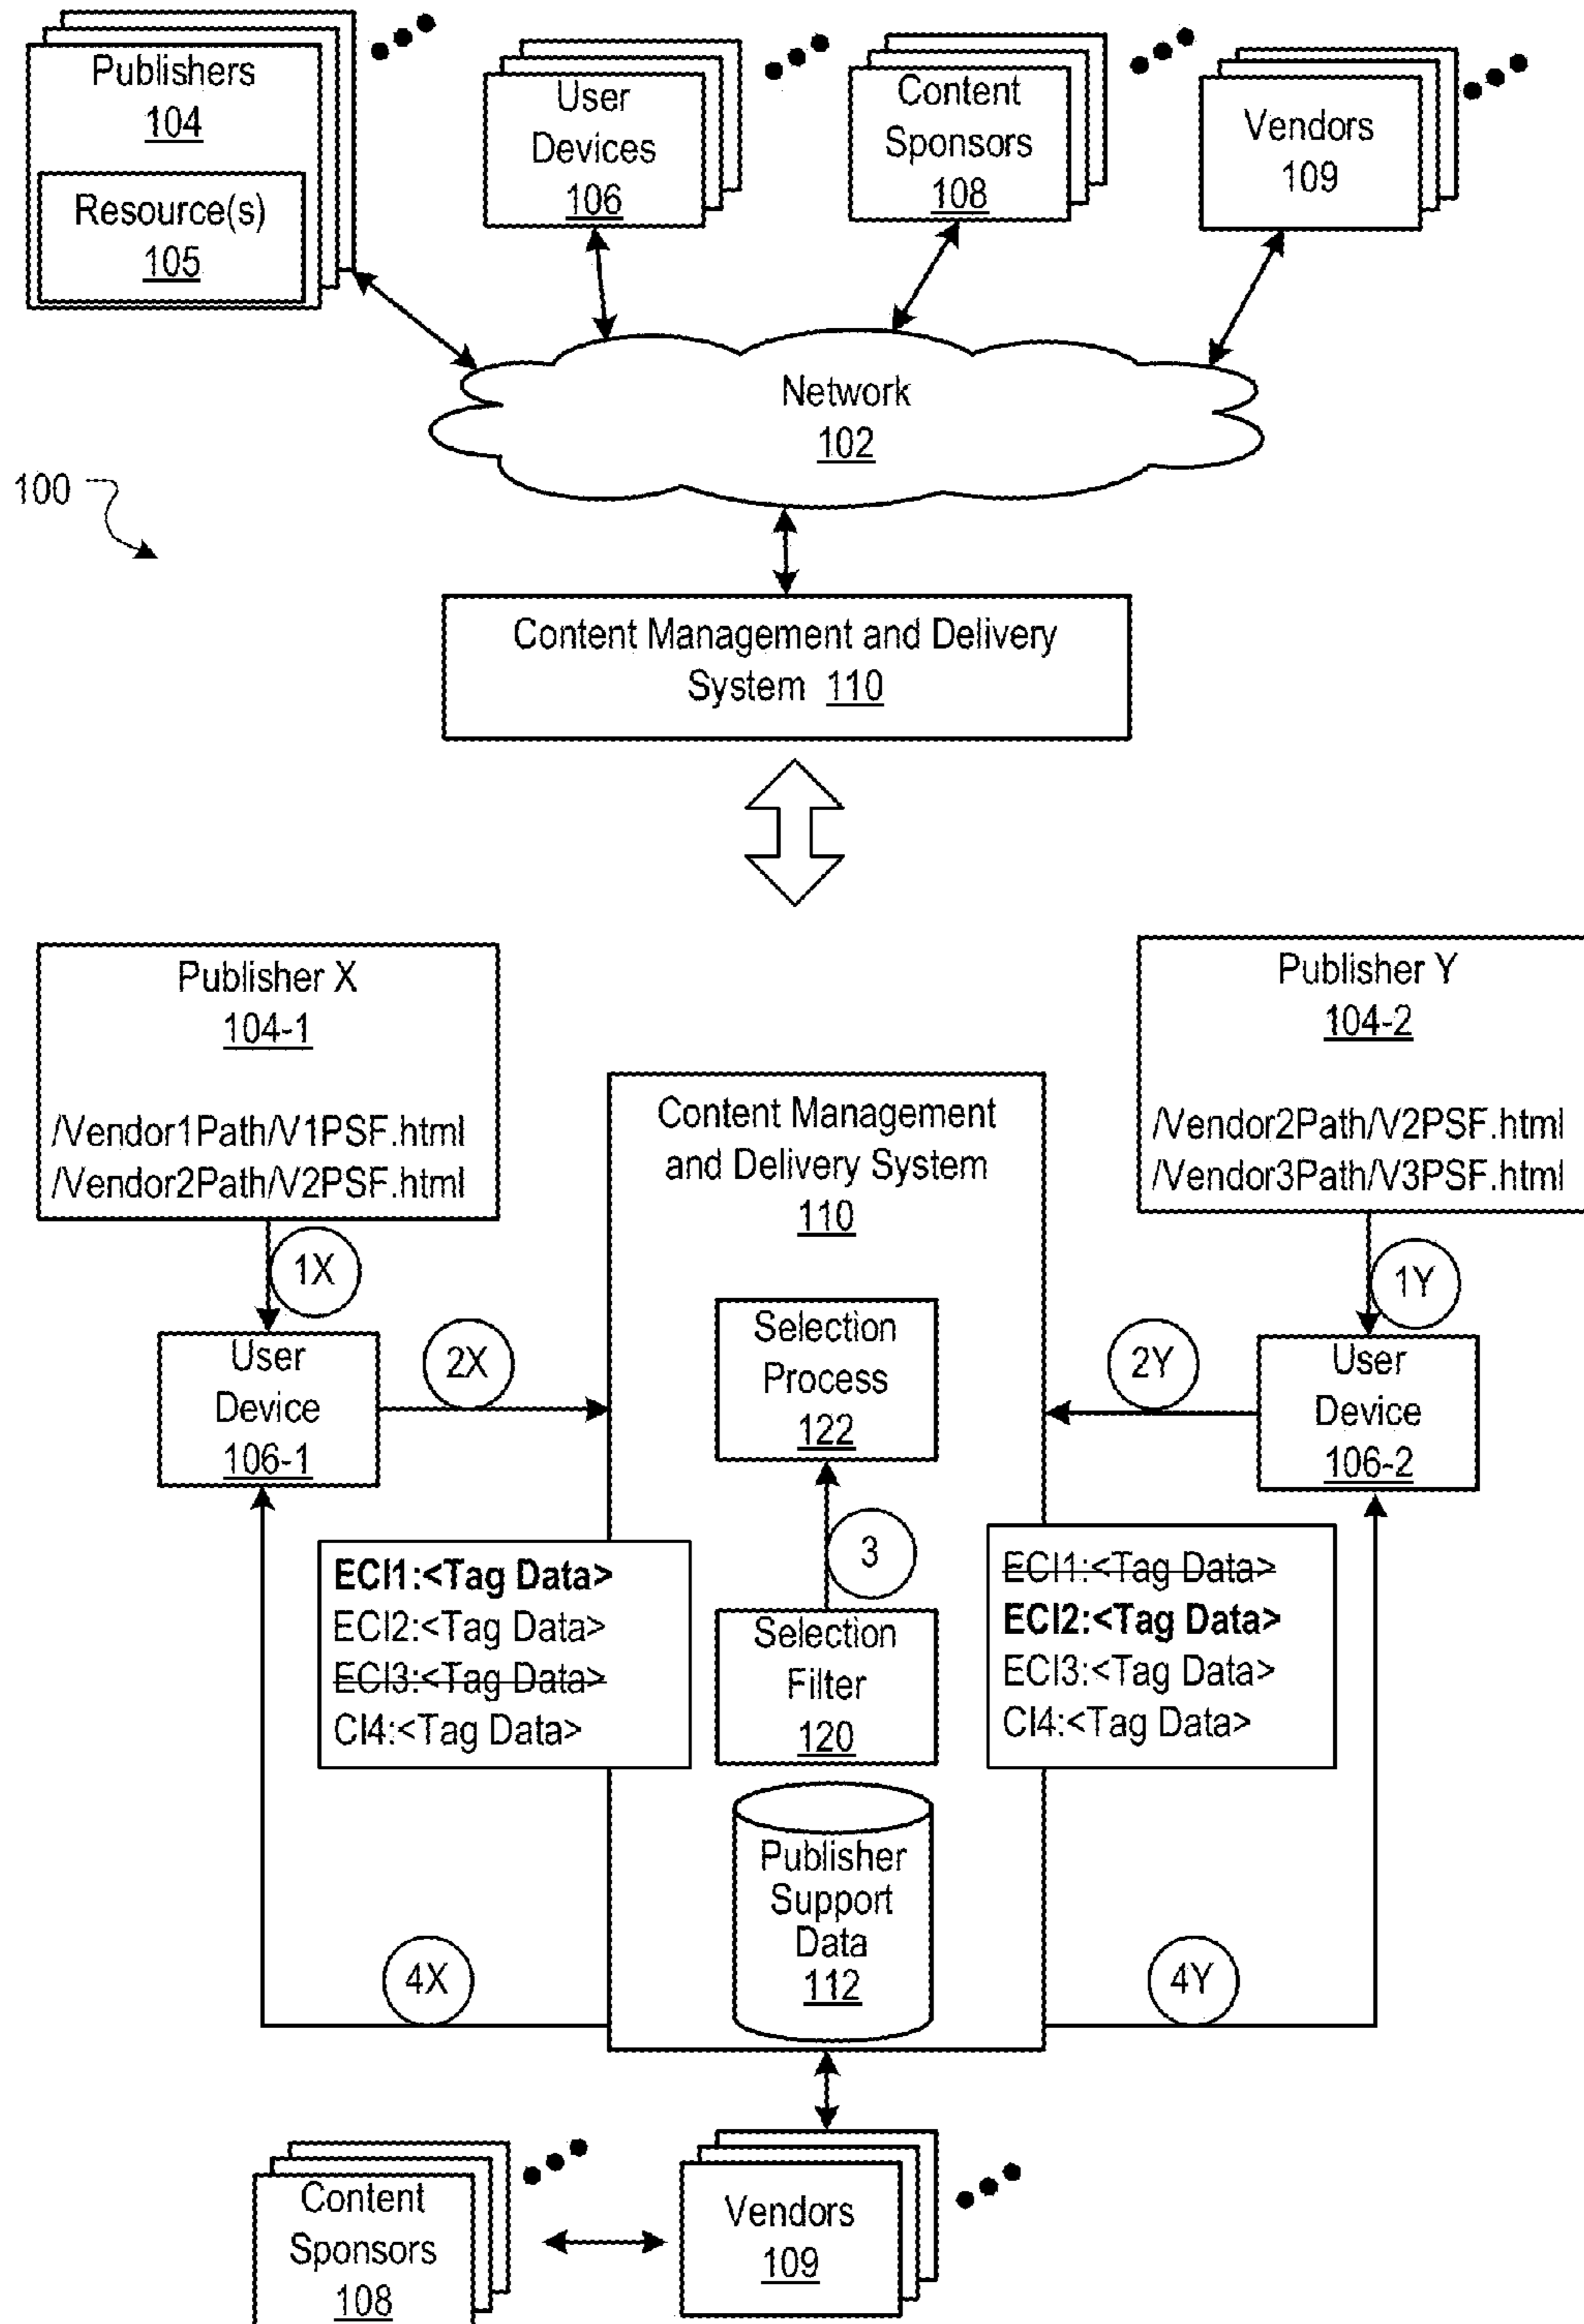 Publishers
104
Resource(s)
105
User
Devices
106
Content
Sponsors
108
Vendors
109
Network
102
100
Content Management and Delivery
System 110
Publisher X
104-1
/Vendor1Path/V1PSF.html
/Vendor2Path/V2PSF.html
Publisher Y
104-2
/Vendor2Path/V2PSF.html
/Vendor3Path/V3PSF.html
Content Management
and Delivery System
110
1X
1Y
User
Device
106-1
2X
Selection
Process
122
2Y
User
Device
106-2
3
ECI1:<Tag Data>
ECI2:<Tag Data>
ECI3:<Tag Data>
CI4:<Tag Data>
Selection
Filter
120
ECI1:<Tag Data>
ECI2:<Tag Data>
ECI3:<Tag Data>
CI4:<Tag Data>
Publisher
Support
Data
112
4X
4Y
Content
Sponsors
108
Vendors
109